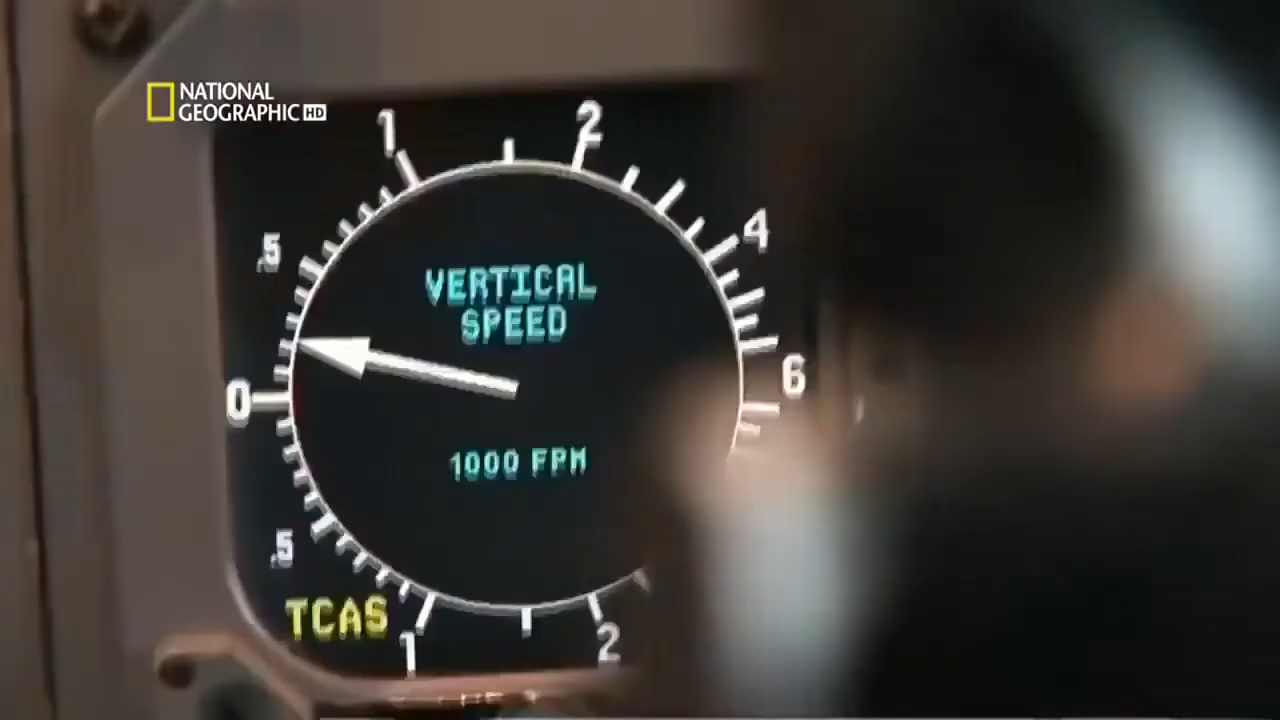 NATIONAL
GEOGRAPHIC HD
1
2
.5
4
VERTICAL
SPEED
0
6
1000 FPM
.5
TCAS
1
2